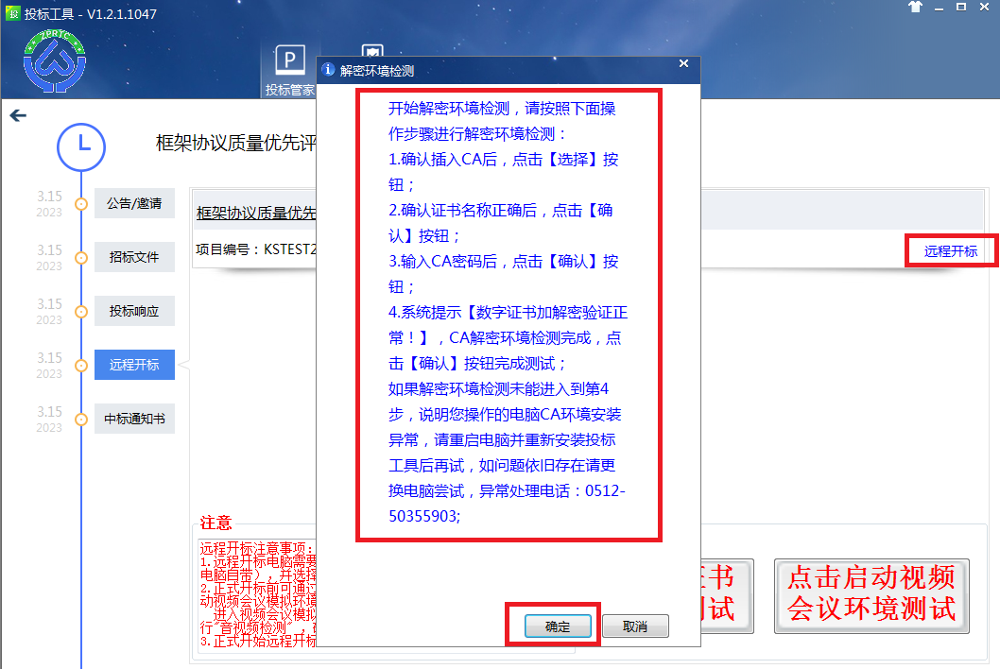 投标工具 - V1.2.1.1047
ZPRTC
P
投标管家
解密环境检测
开始解密环境检测，请按照下面操
作步骤进行解密环境检测：
1.确认插入CA后，点击【选择】按
钮；
2.确认证书名称正确后，点击【确
认】按钮；
3.输入CA密码后，点击【确认】按
钮；
4.系统提示【数字证书加解密验证正
常！】，CA解密环境检测完成，点
击【确认】按钮完成测试；
如果解密环境检测未能进入到第4
步，说明您操作的电脑CA环境安装
异常，请重启电脑并重新安装投标
工具后再试，如问题依旧存在请更
换电脑尝试，异常处理电话：0512-
50355903;
确定
取消
框架协议质量优先评
3.15
2023
公告/邀请
3.15
2023
招标文件
3.15
2023
投标响应
3.15
2023
远程开标
3.15
2023
中标通知书
框架协议质量优先
项目编号：KSTEST2
远程开标
注意
远程开标注意事项：
1.远程开标电脑需要
电脑自带），并选择
2.正式开标前可通过
动视频会议模拟环境
进入视频会议模拟
行"音视频检测"，
3.正式开始远程开标
证书
测试
点击启动视频
会议环境测试